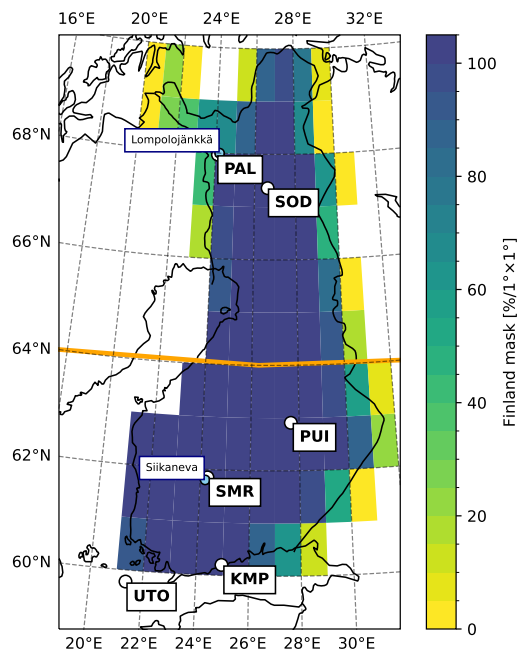 16°E 20°E 24°E 28°E 32°E
68°N
66°N
64°N
62°N
60°N
Lompolojänkkä
PAL
SOD
PUI
Siikaneva
SMR
KMP
UTO
20°E 22°E 24°E 26°E 28°E 30°E
100
80
60
40
20
0
Finland mask [%/1°×1°]